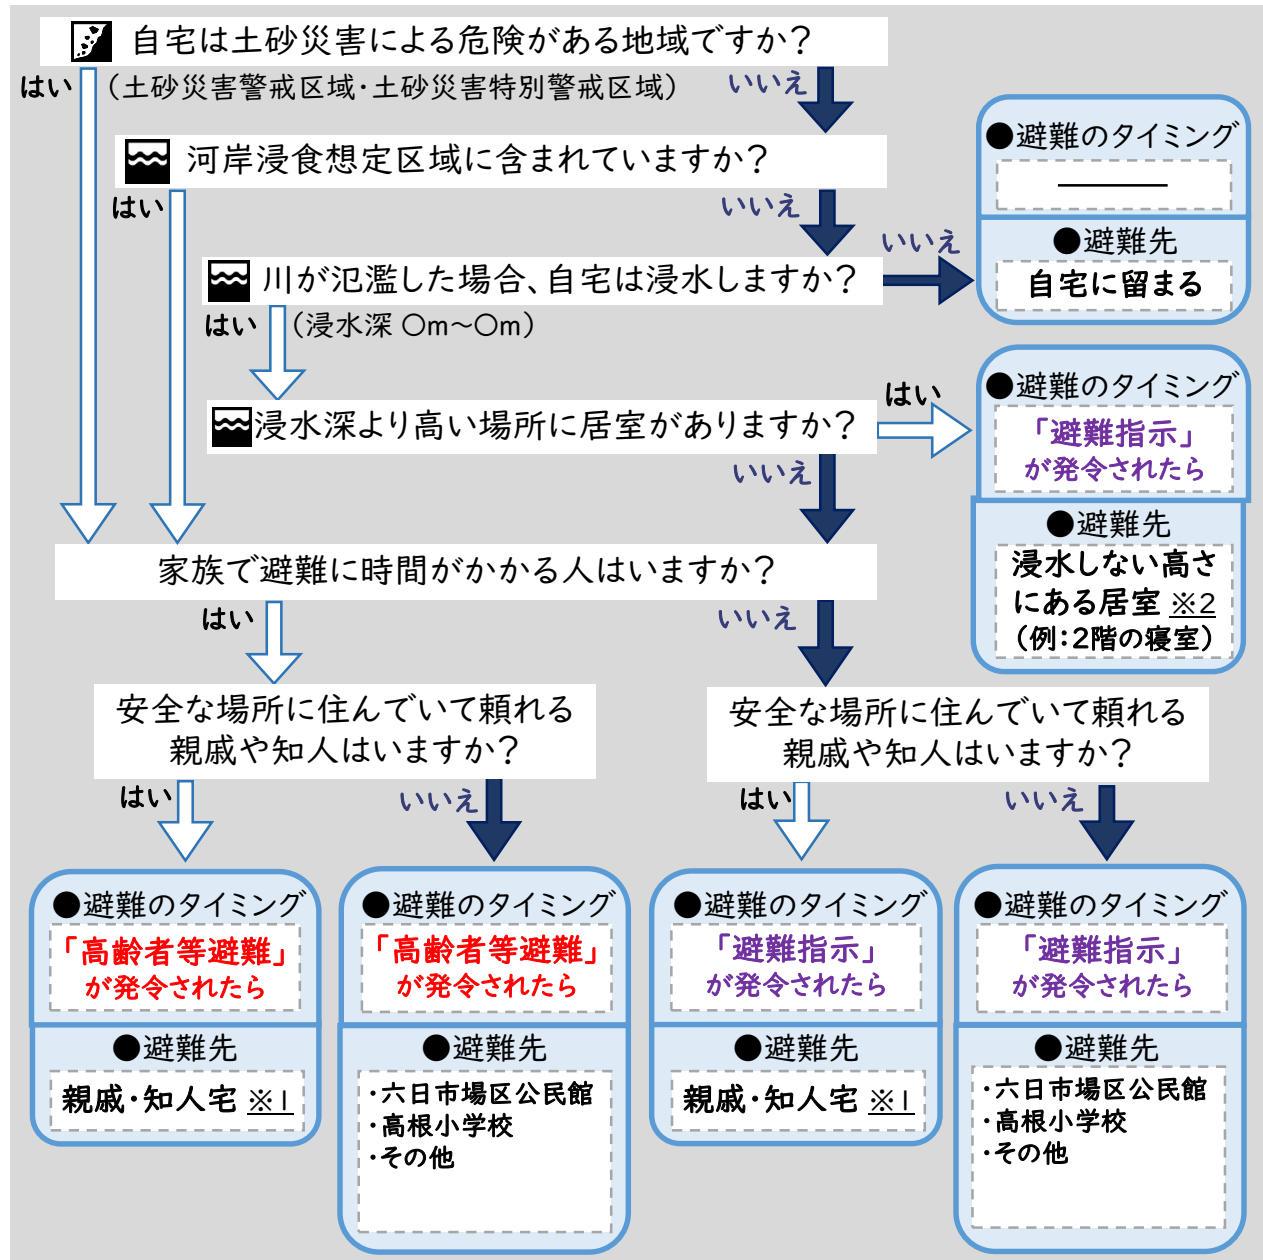 自宅は土砂災害による危険がある地域ですか?
はい
(土砂災害警戒区域・土砂災害特別警戒区域)
いいえ
河岸浸食想定区域に含まれていますか?
はい
いいえ
川が氾濫した場合、自宅は浸水しますか?
いいえ
はい
(浸水深 〇m~〇m)
●避難のタイミング
————
●避難先
自宅に留まる
浸水深より高い場所に居室がありますか?
はい
いいえ
●避難のタイミング
「避難指示」
が発令されたら
●避難先
浸水しない高さ
にある居室 ※2
(例:2階の寝室)
家族で避難に時間がかかる人はいますか?
はい
いいえ
安全な場所に住んでいて頼れる
親戚や知人はいますか?
はい
いいえ
安全な場所に住んでいて頼れる
親戚や知人はいますか?
はい
いいえ
●避難のタイミング
「高齢者等避難」
が発令されたら
●避難先
親戚・知人宅 ※1
●避難のタイミング
「高齢者等避難」
が発令されたら
●避難先
・六日市場区公民館
・高根小学校
・その他
●避難のタイミング
「避難指示」
が発令されたら
●避難先
親戚・知人宅 ※1
●避難のタイミング
「避難指示」
が発令されたら
●避難先
・六日市場区公民館
・高根小学校
・その他